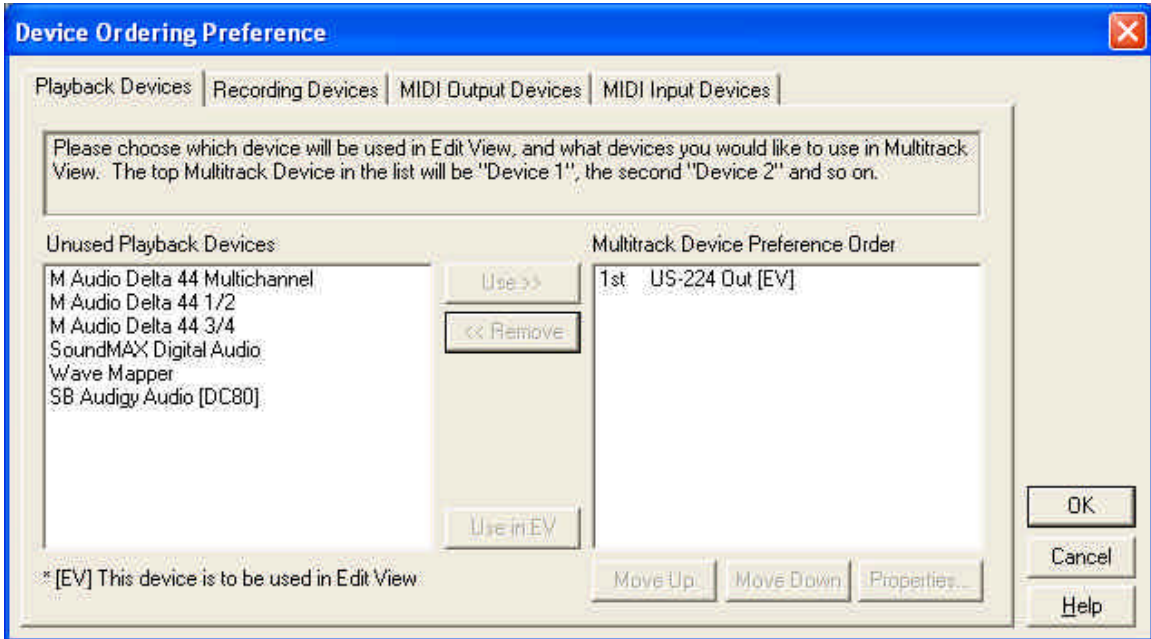 Device Ordering Preference
Playback Devices
Recording Devices
MIDI Output Devices
MIDI Input Devices
Please choose which device will be used in Edit View, and what devices you would like to use in Multitrack
View. The top Multitrack Device in the list will be "Device 1", the second "Device 2" and so on.
Unused Playback Devices
M Audio Delta 44 Multichannel
M Audio Delta 44 1/2
M Audio Delta 44 3/4
SoundMAX Digital Audio
Wave Mapper
SB Audigy Audio [DC80]
Use >>
<< Remove
Use in EV
Multitrack Device Preference Order
1st US-224 Out [EV]
* [EV] This device is to be used in Edit View
Move Up
Move Down
Properties...
OK
Cancel
Help